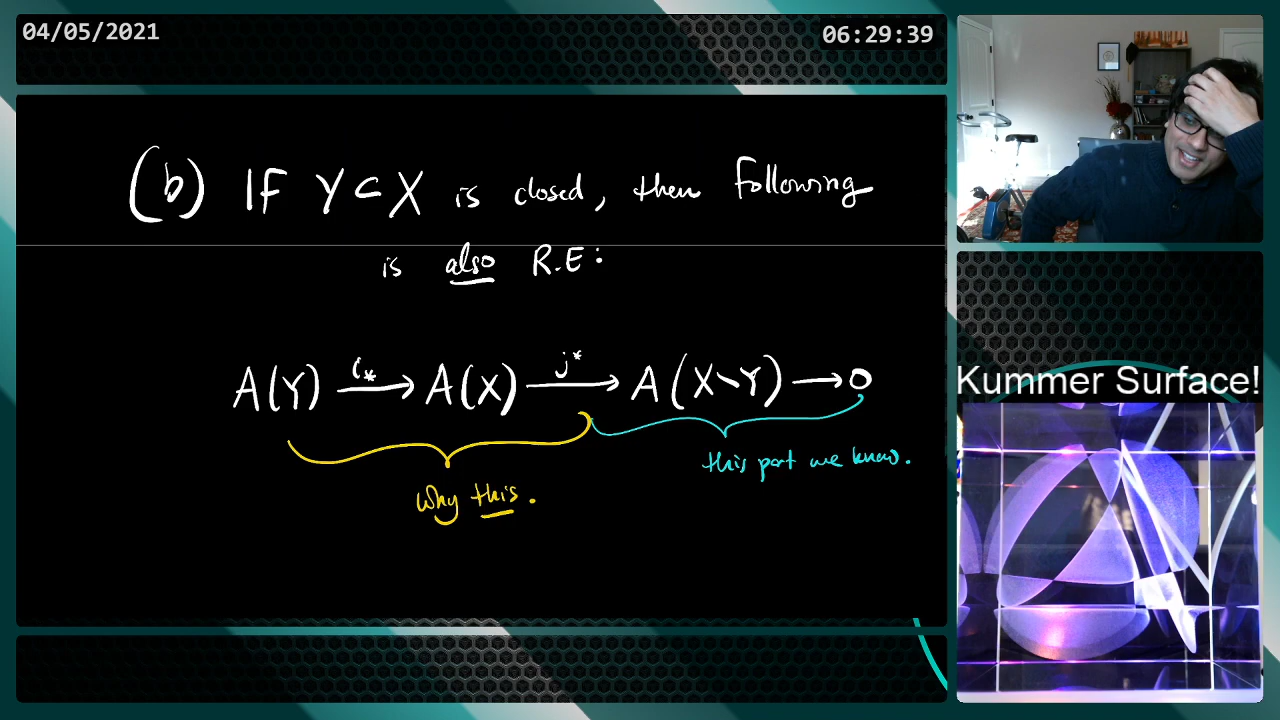 04/05/2021
06:29:39
(b) IF Y ⊂ X is closed, then following
is also R.E:
A(Y) —i_*→ A(X) —j^*→ A(X∖Y) → 0
this part we know.
Why this.
Kummer Surface!